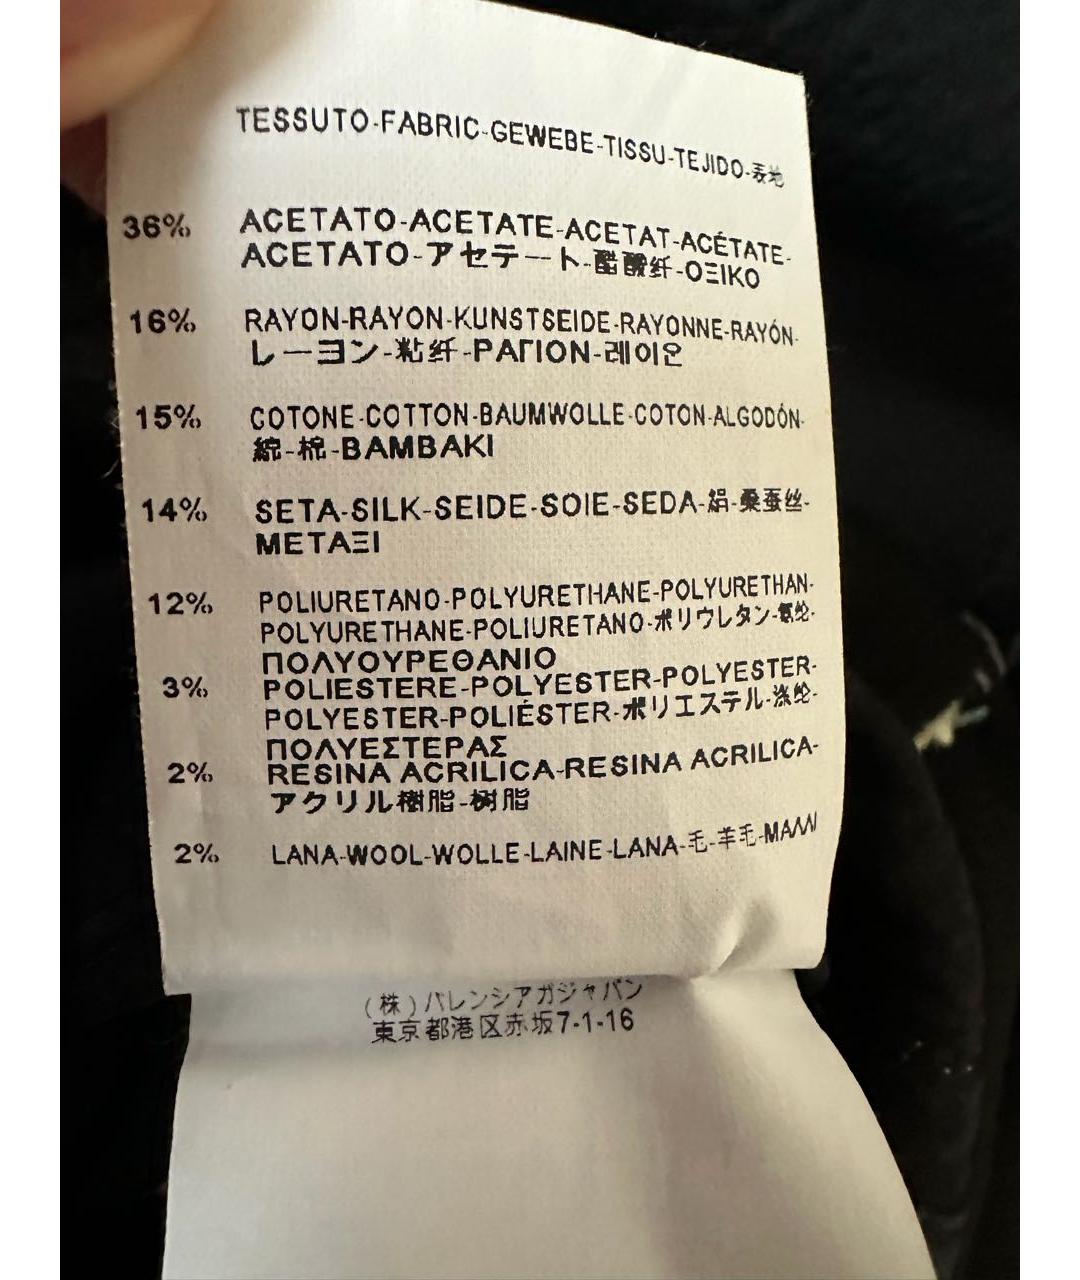 TESSUTO-FABRIC-GEWEBE-TISSU-TEJIDO-表地
36% ACETATO-ACETATE-ACETAT-ACÉTATE-
ACETATO-アセテート-醋酸纤-ΟΞΙΚΟ
16% RAYON-RAYON-KUNSTSEIDE-RAYONNE-RAYÓN-
レーヨン-粘纤-ΡΑΓΙΟΝ-레이온
15% COTONE-COTTON-BAUMWOLLE-COTON-ALGODÓN-
綿-棉-BAMBAKI
14% SETA-SILK-SEIDE-SOIE-SEDA-絹-桑蚕丝-
ΜΕΤΑΞΙ
12% POLIURETANO-POLYURETHANE-POLYURETHAN-
POLYURETHANE-POLIURETANO-ポリウレタン-氨纶-
ΠΟΛΥΟΥΡΕΘΑΝΙΟ
3% POLIESTERE-POLYESTER-POLYESTER-
POLYESTER-POLIÉSTER-ポリエステル-涤纶-
ΠΟΛΥΕΣΤΕΡΑΣ
2% RESINA ACRILICA-RESINA ACRILICA-
アクリル樹脂-树脂
2% LANA-WOOL-WOLLE-LAINE-LANA-毛-羊毛-ΜΑΛΛΙ
(株)バレンシアガジャパン
東京都港区赤坂7-1-16